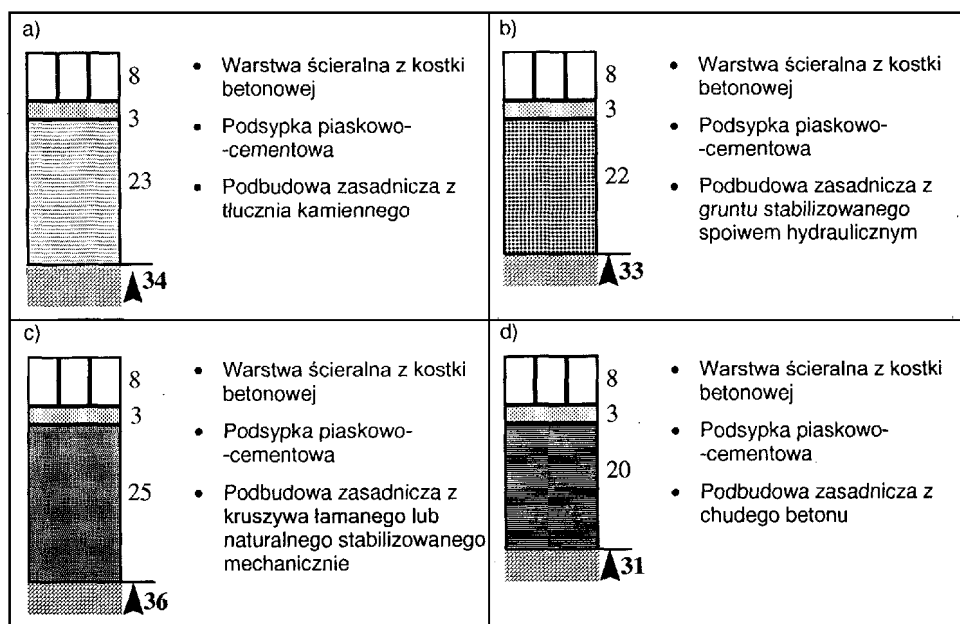 a)
8
3
23
34
• Warstwa ścieralna z kostki
betonowej
• Podsypka piaskowo-
-cementowa
• Podbudowa zasadnicza z
tłucznia kamiennego
b)
8
3
22
33
• Warstwa ścieralna z kostki
betonowej
• Podsypka piaskowo-
-cementowa
• Podbudowa zasadnicza z
gruntu stabilizowanego
spoiwem hydraulicznym
c)
8
3
25
36
• Warstwa ścieralna z kostki
betonowej
• Podsypka piaskowo-
-cementowa
• Podbudowa zasadnicza z
kruszywa łamanego lub
naturalnego stabilizowanego
mechanicznie
d)
8
3
20
31
• Warstwa ścieralna z kostki
betonowej
• Podsypka piaskowo-
-cementowa
• Podbudowa zasadnicza z
chudego betonu